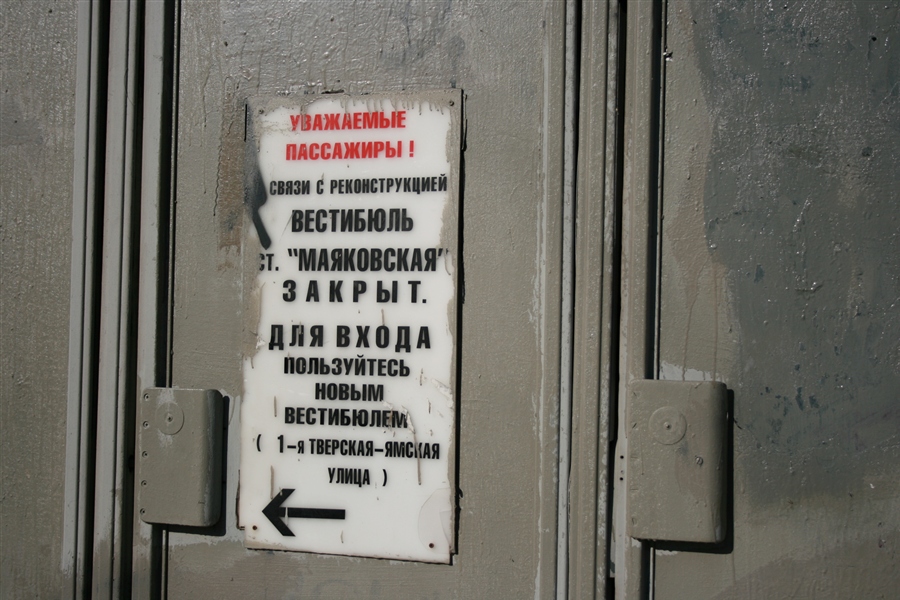 УВАЖАЕМЫЕ
ПАССАЖИРЫ !
СВЯЗИ С РЕКОНСТРУКЦИЕЙ
ВЕСТИБЮЛЬ
СТ. "МАЯКОВСКАЯ"
ЗАКРЫТ.
ДЛЯ ВХОДА
ПОЛЬЗУЙТЕСЬ
НОВЫМ
ВЕСТИБЮЛЕМ
( 1-я ТВЕРСКАЯ-ЯМСКАЯ
УЛИЦА )